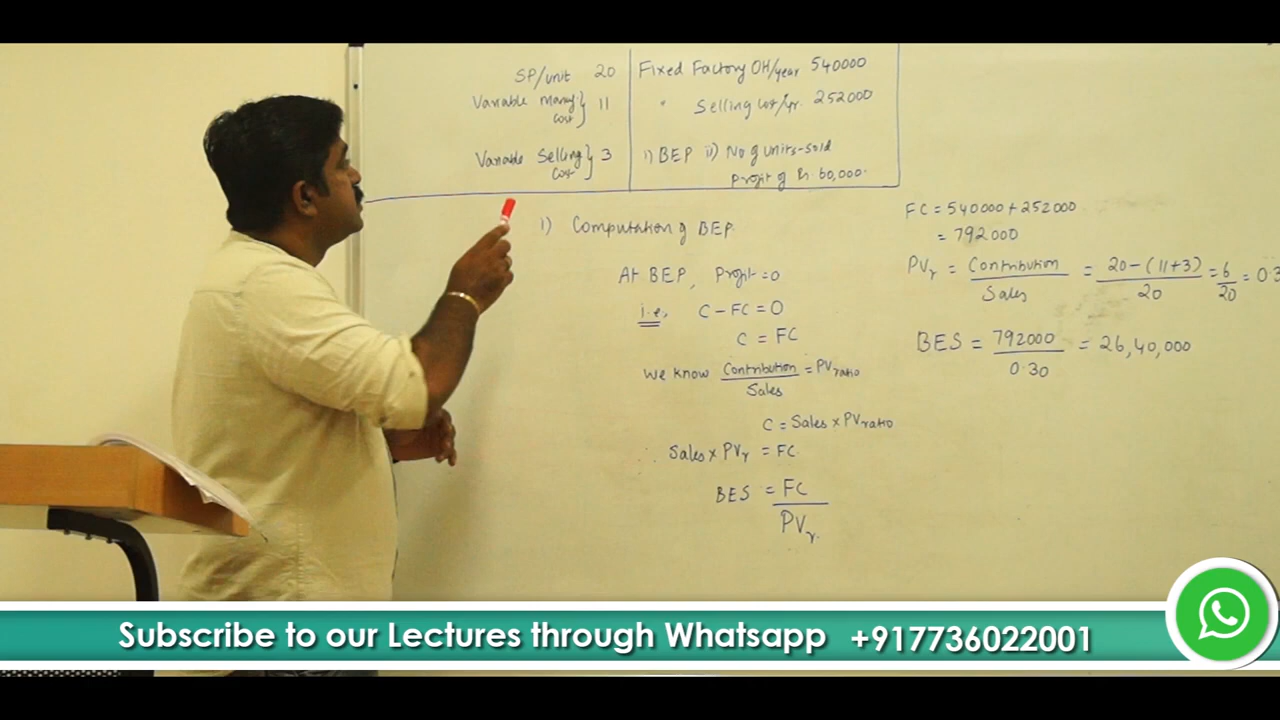 SP/unit 20
Variable manu. cost } 11
Variable Selling cost } 3
Fixed Factory OH/year 540000
" Selling Cost/yr. 252000
i) BEP ii) No of units-sold
profit of Rs. 60,000.
i) Computation of BEP.
At BEP, Profit = 0
i.e., C - FC = 0
C = FC
We know Contribution/Sales = PV ratio
C = Sales x PV ratio
∴ Sales x PVr = FC
BES = FC/PVr.
FC = 540000 + 252000
= 792000
PVr = Contribution/Sales = 20-(11+3)/20 = 6/20 = 0.3
BES = 792000/0.30 = 26,40,000
Subscribe to our Lectures through Whatsapp +917736022001